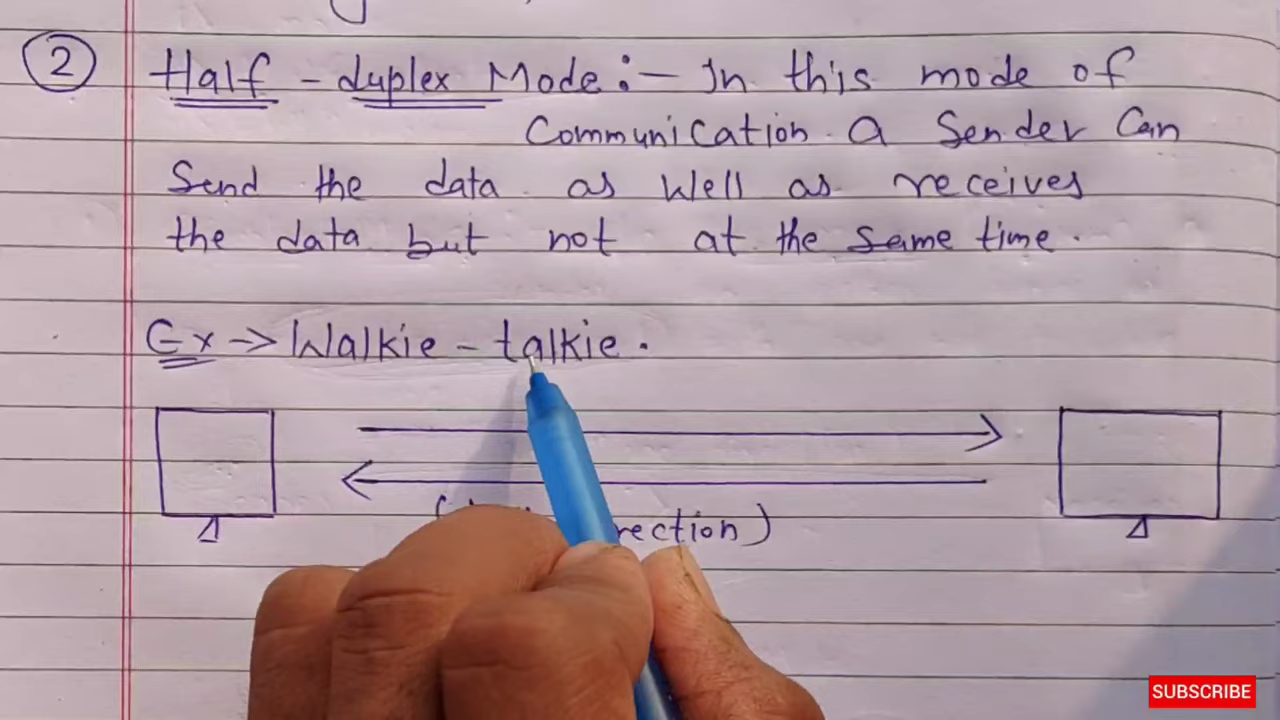 ② Half - duplex Mode :- In this mode of
Communication a Sender Can
Send the data as well as receives
the data but not at the same time.
Ex → Walkie - talkie.
SUBSCRIBE